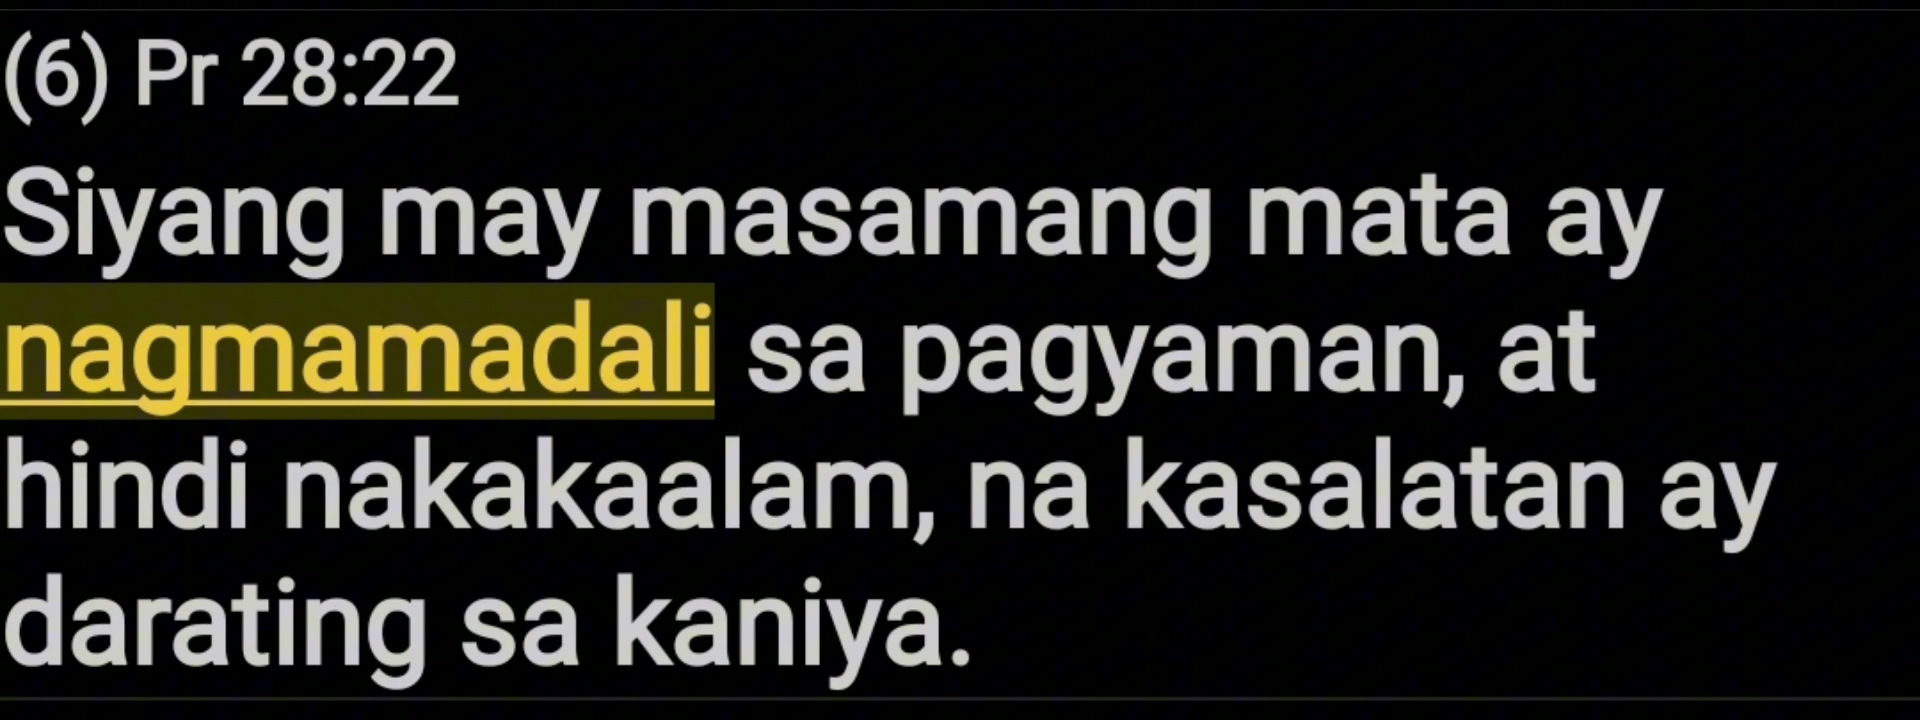 (6) Pr 28:22
Siyang may masamang mata ay
nagmamadali sa pagyaman, at
hindi nakakaalam, na kasalatan ay
darating sa kaniya.